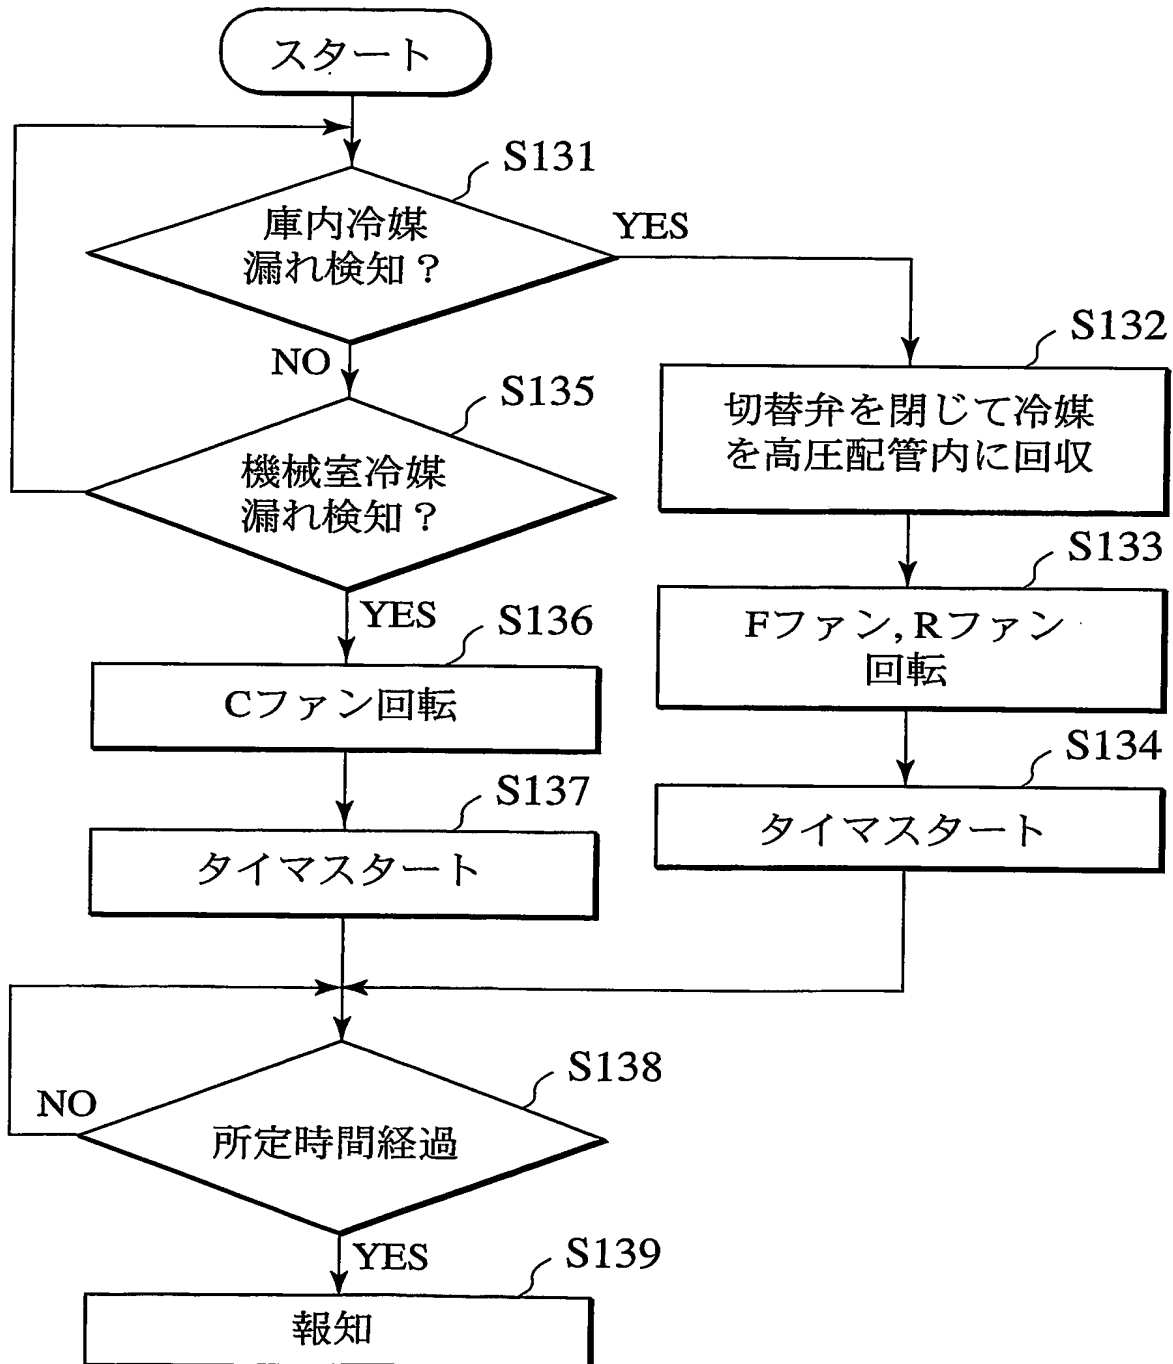 スタート
S131
庫内冷媒
漏れ検知？
YES
NO
S132
切替弁を閉じて冷媒
を高圧配管内に回収
S135
機械室冷媒
漏れ検知？
YES
S133
Fファン,Rファン
回転
S136
Cファン回転
S134
タイマスタート
S137
タイマスタート
S138
NO
所定時間経過
YES
S139
報知